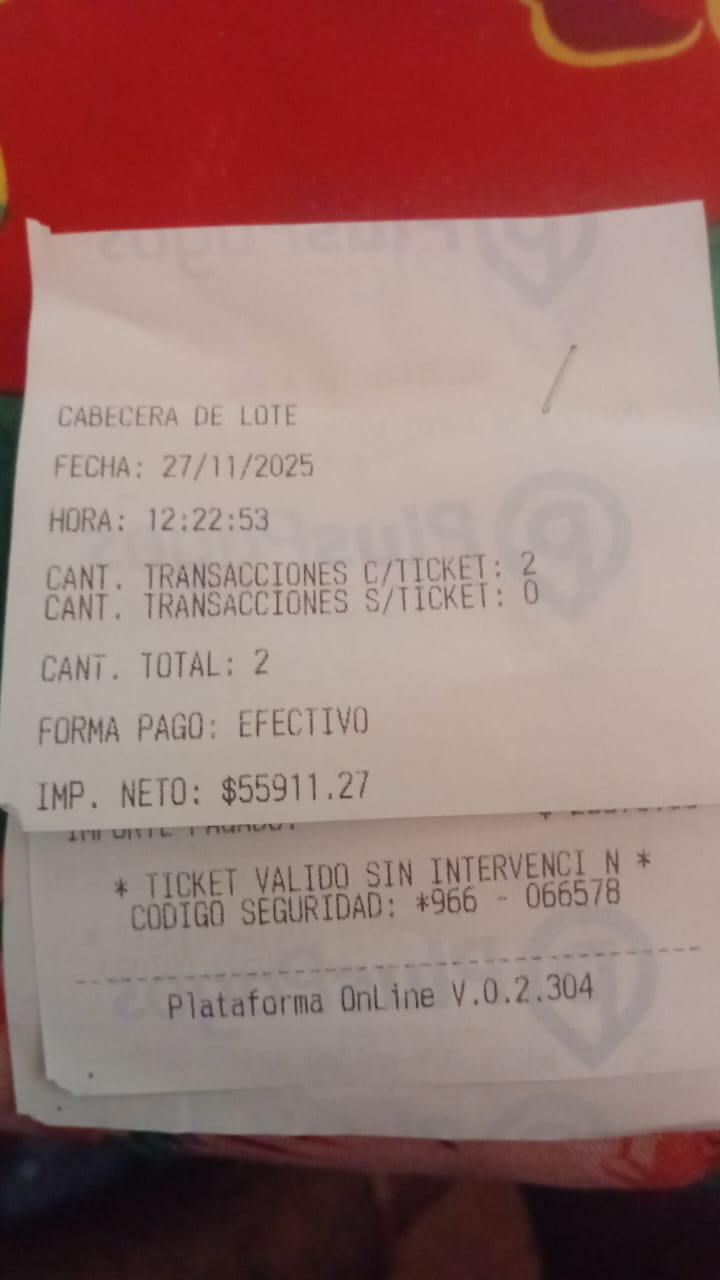 CABECERA DE LOTE
FECHA: 27/11/2025
HORA: 12:22:53
CANT. TRANSACCIONES C/TICKET: 2
CANT. TRANSACCIONES S/TICKET: 0
CANT. TOTAL: 2
FORMA PAGO: EFECTIVO
IMP. NETO: $55911.27
IMPORTE PAGADO:
* TICKET VALIDO SIN INTERVENCI N *
CODIGO SEGURIDAD: *966 - 066578
Plataforma OnLine V.0.2.304